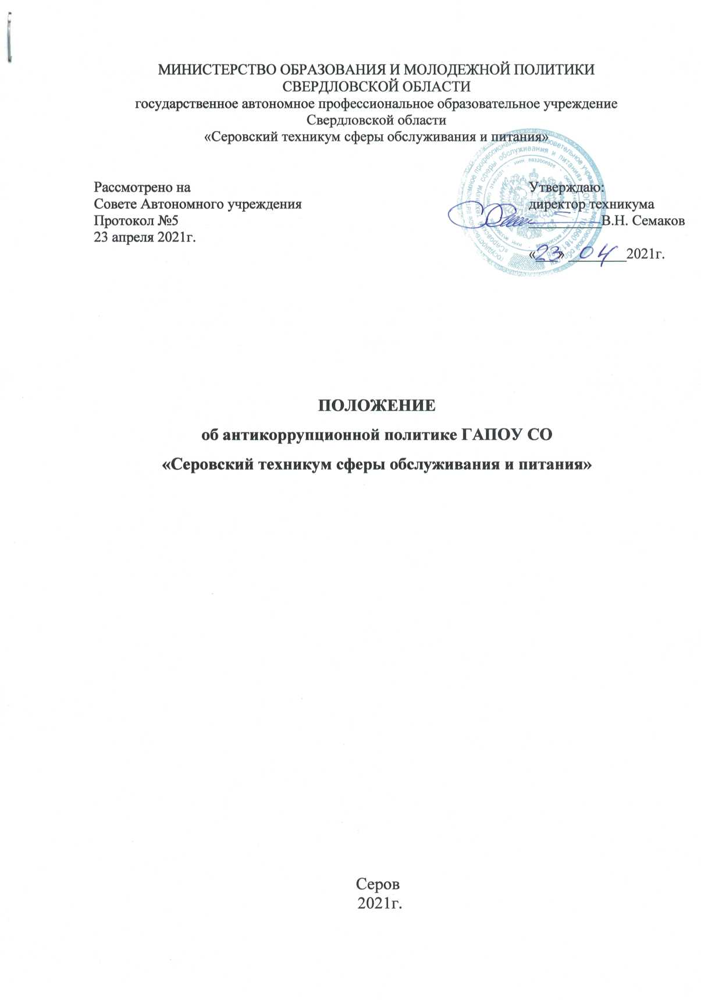 МИНИСТЕРСТВО ОБРАЗОВАНИЯ И МОЛОДЕЖНОЙ ПОЛИТИКИ
СВЕРДЛОВСКОЙ ОБЛАСТИ
государственное автономное профессиональное образовательное учреждение
Свердловской области
«Серовский техникум сферы обслуживания и питания»
Рассмотрено на
Совете Автономного учреждения
Протокол №5
23 апреля 2021г.
Утверждаю:
директор техникума
В.Н. Семаков
«23» 04 2021г.
ПОЛОЖЕНИЕ
об антикоррупционной политике ГАПОУ СО
«Серовский техникум сферы обслуживания и питания»
Серов
2021г.